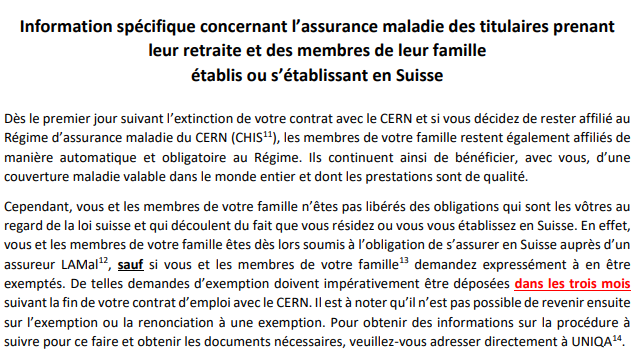 Information spécifique concernant l’assurance maladie des titulaires prenant
leur retraite et des membres de leur famille
établis ou s’établissant en Suisse
Dès le premier jour suivant l’extinction de votre contrat avec le CERN et si vous décidez de rester affilié au
Régime d’assurance maladie du CERN (CHIS¹¹), les membres de votre famille restent également affiliés de
manière automatique et obligatoire au Régime. Ils continuent ainsi de bénéficier, avec vous, d’une
couverture maladie valable dans le monde entier et dont les prestations sont de qualité.
Cependant, vous et les membres de votre famille n’êtes pas libérés des obligations qui sont les vôtres au
regard de la loi suisse et qui découlent du fait que vous résidez ou vous vous établissez en Suisse. En effet,
vous et les membres de votre famille êtes dès lors soumis à l’obligation de s’assurer en Suisse auprès d’un
assureur LAMal¹², sauf si vous et les membres de votre famille¹³ demandez expressément à en être
exemptés. De telles demandes d’exemption doivent impérativement être déposées dans les trois mois
suivant la fin de votre contrat d’emploi avec le CERN. Il est à noter qu’il n’est pas possible de revenir ensuite
sur l’exemption ou la renonciation à une exemption. Pour obtenir des informations sur la procédure à
suivre pour ce faire et obtenir les documents nécessaires, veuillez-vous adresser directement à UNIQA¹⁴.